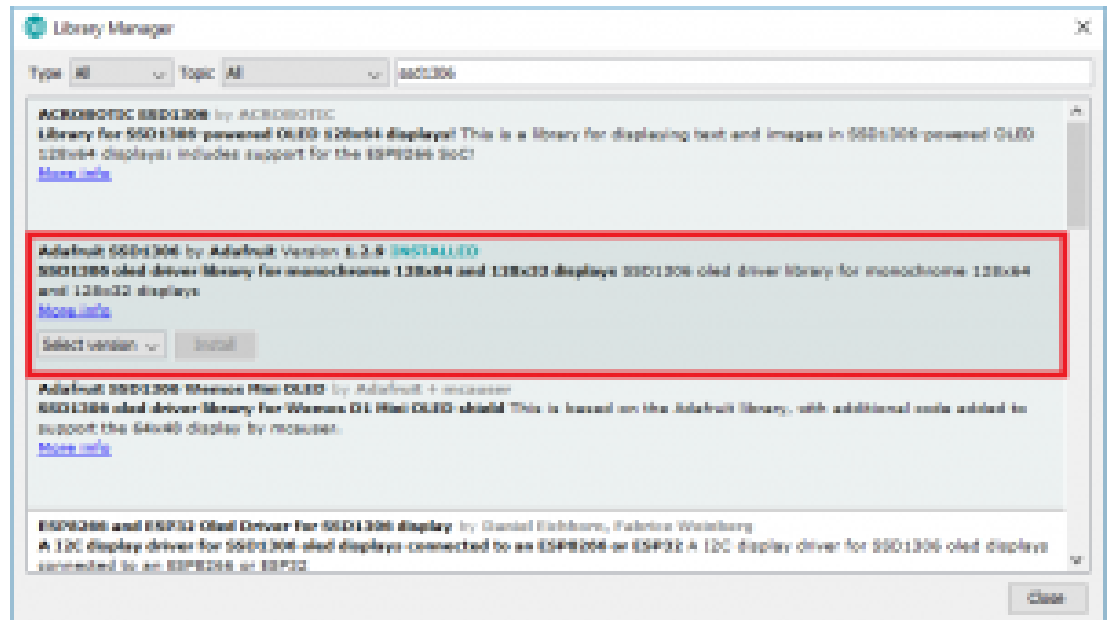 Library Manager
Type All Topic All ssd1306
ACROBOTIC SSD1306 by ACROBOTIC
Library for SSD1306-powered OLED 128x64 displays! This is a library for displaying text and images in SSD1306-powered OLED
128x64 displays; includes support for the ESP8266 SoC!
More info
Adafruit SSD1306 by Adafruit Version INSTALLED
SSD1306 oled driver library for monochrome 128x64 and 128x32 displays SSD1306 oled driver library for monochrome 128x64
and 128x32 displays
More info
Select version Install
Adafruit SSD1306 Wemos Mini OLED by Adafruit + mcauser
SSD1306 oled driver library for Wemos D1 Mini OLED shield This is based on the Adafruit library, with additional code added to
support the 64x48 display by mcauser.
More info
ESP8266 and ESP32 Oled Driver for SSD1306 display by Daniel Eichhorn, Fabrice Weinberg
A I2C display driver for SSD1306 oled displays connected to an ESP8266 or ESP32 A I2C display driver for SSD1306 oled displays
connected to an ESP8266 or ESP32
Close